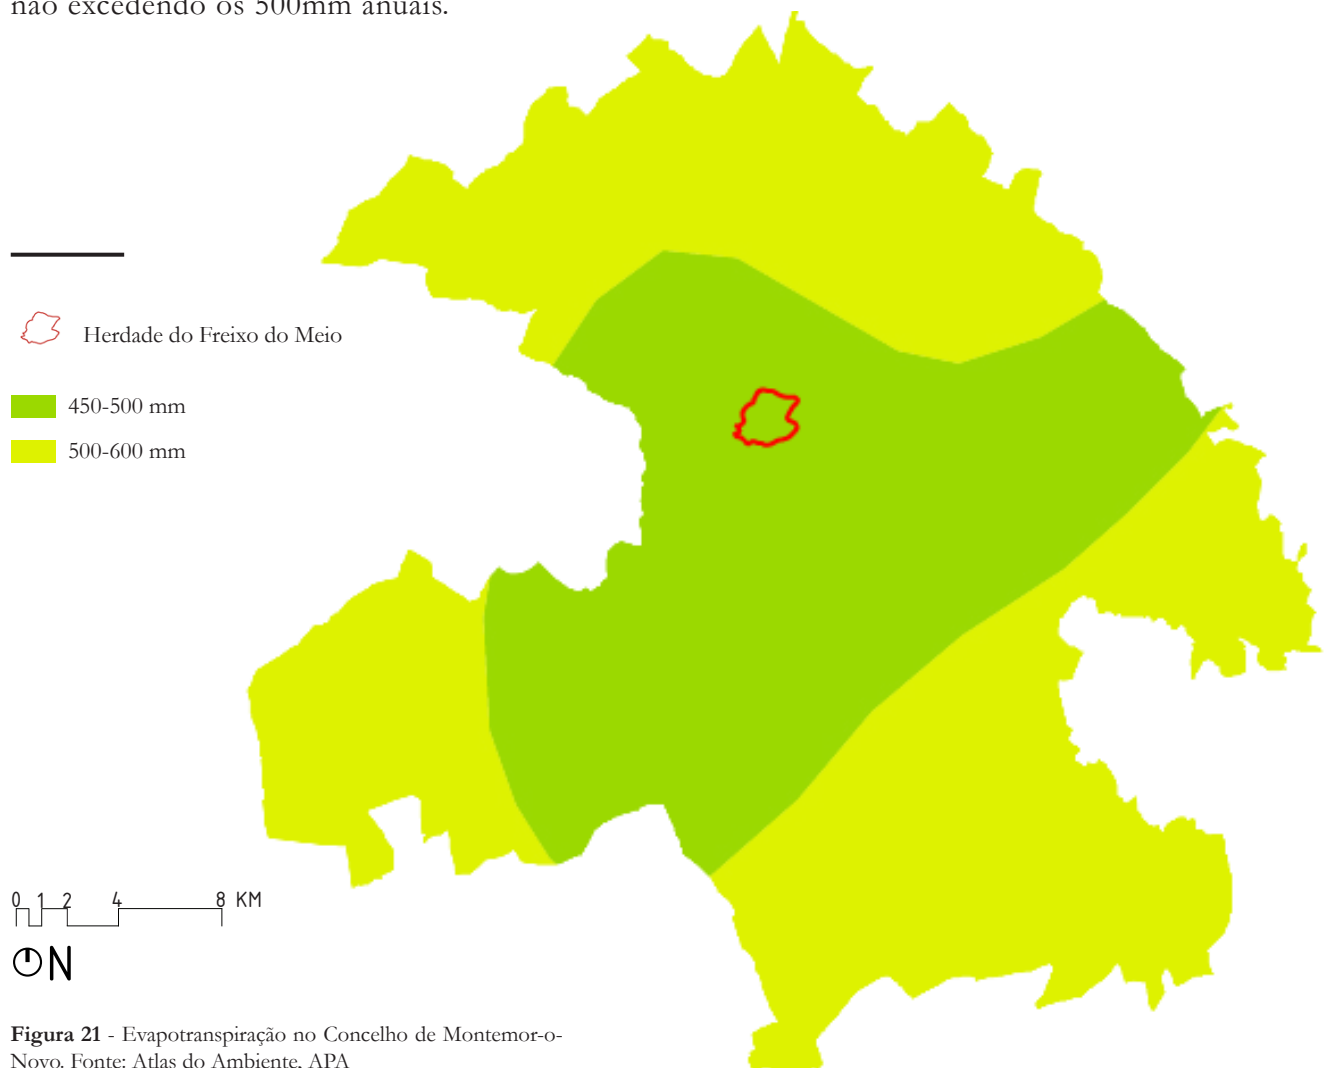 não excedendo os 500mm anuais.
Herdade do Freixo do Meio
450-500 mm
500-600 mm
0 1 2 4 8 KM
N
Figura 21 - Evapotranspiração no Concelho de Montemor-o-
Novo. Fonte: Atlas do Ambiente, APA